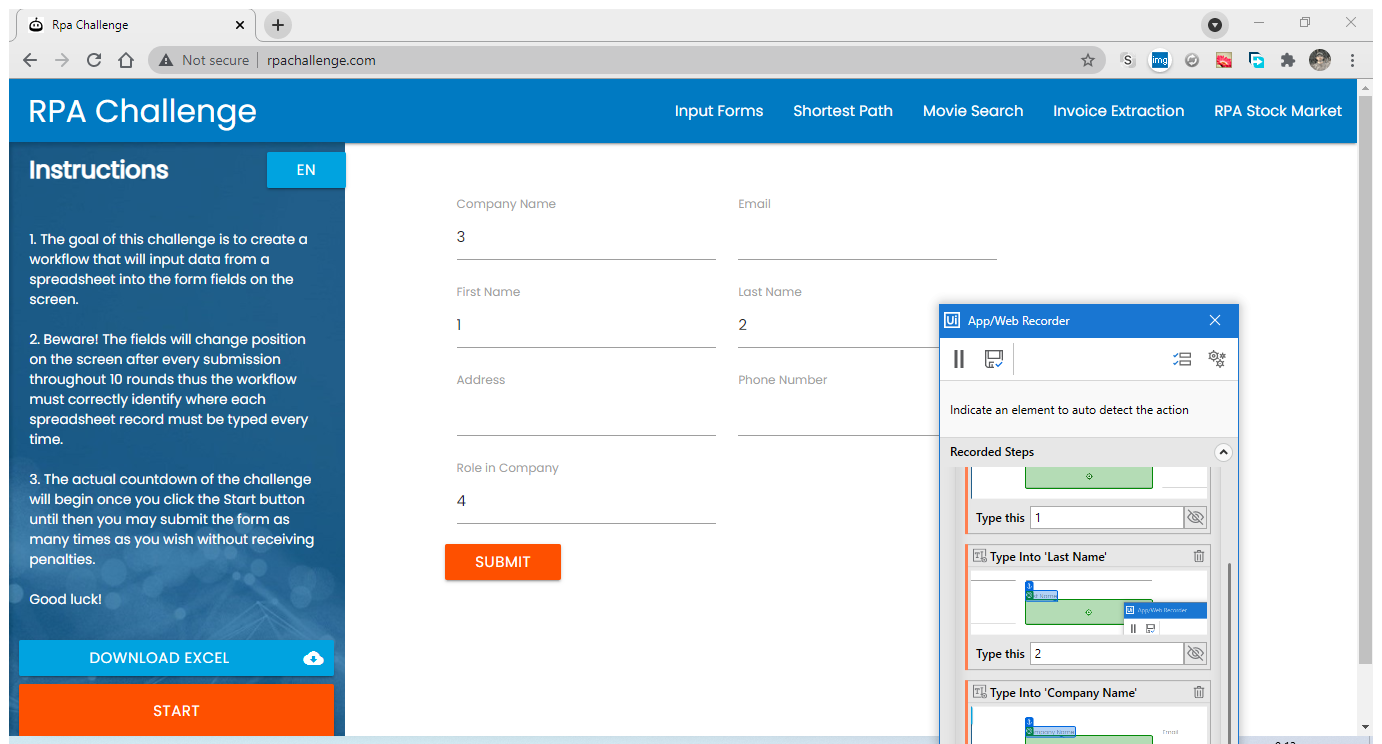 Rpa Challenge
Not secure
rpachallenge.com
S
img
RPA Challenge
Input Forms
Shortest Path
Movie Search
Invoice Extraction
RPA Stock Market
Instructions
EN
1. The goal of this challenge is to create a
workflow that will input data from a
spreadsheet into the form fields on the
screen.
2. Beware! The fields will change position
on the screen after every submission
throughout 10 rounds thus the workflow
must correctly identify where each
spreadsheet record must be typed every
time.
3. The actual countdown of the challenge
will begin once you click the Start button
until then you may submit the form as
many times as you wish without receiving
penalties.
Good luck!
DOWNLOAD EXCEL
START
Company Name
3
Email
First Name
1
Last Name
2
Address
Phone Number
Role in Company
4
SUBMIT
Ui App/Web Recorder
Indicate an element to auto detect the action
Recorded Steps
Type this 1
Type Into 'Last Name'
Ui App/Web Recorder
Type this 2
Type Into 'Company Name'
Email